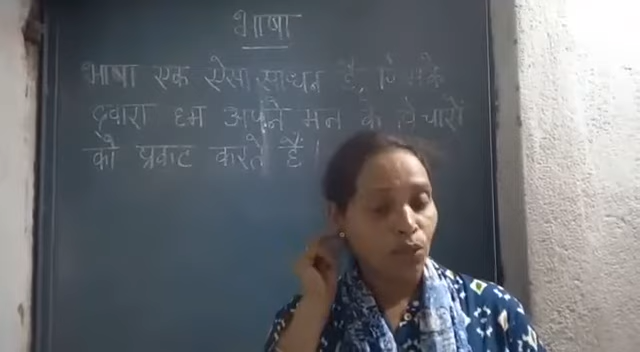 भाषा
भाषा एक ऐसा साधन है, जिसके
द्वारा हम अपने मन के विचारों
को प्रकट करते है।